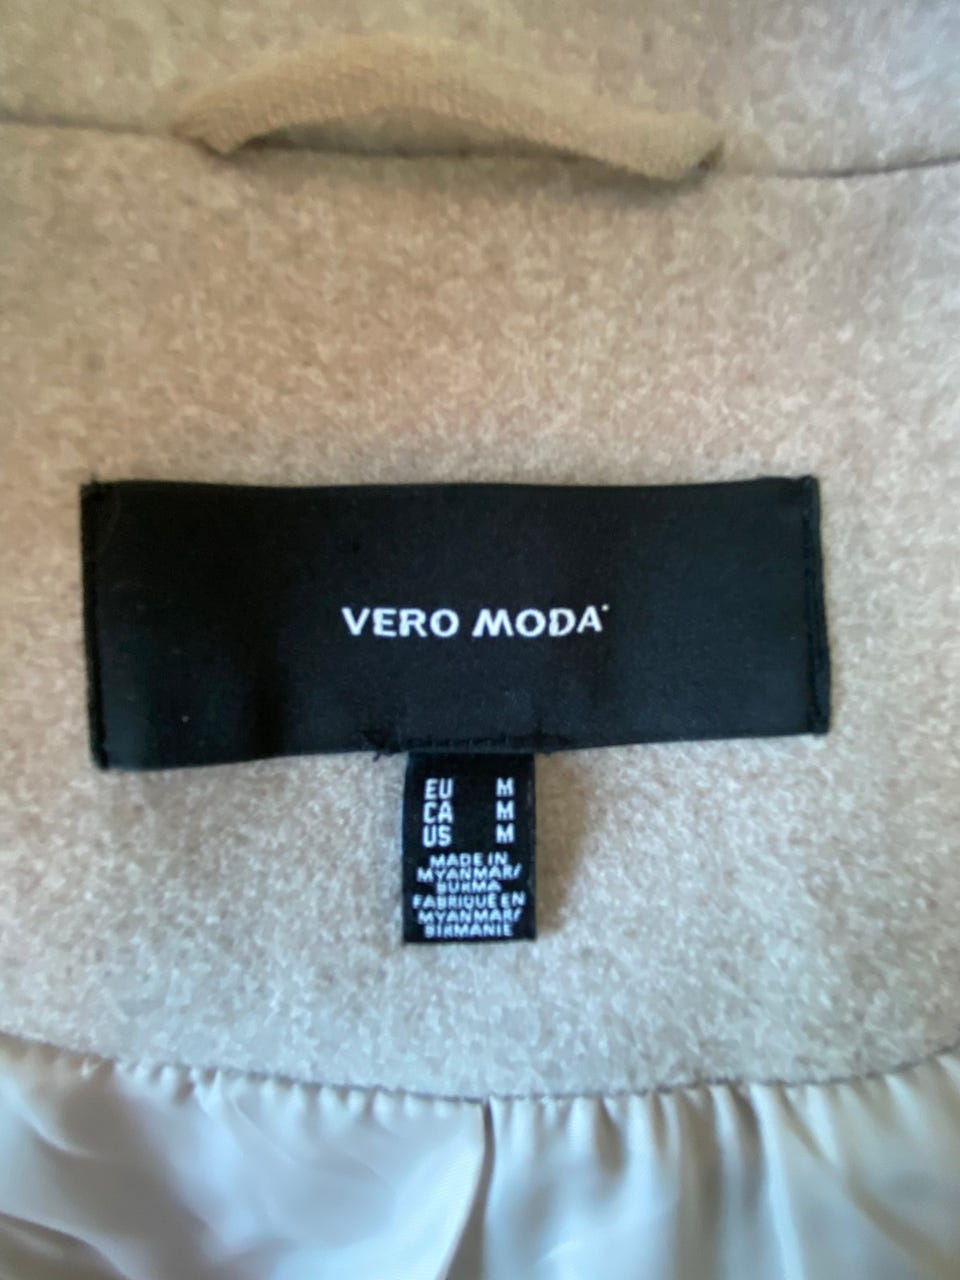 VERO MODA
EU M
CA M
US M
MADE IN
MYANMAR/
BURMA
FABRIQUÉ EN
MYANMAR/
BIRMANIE